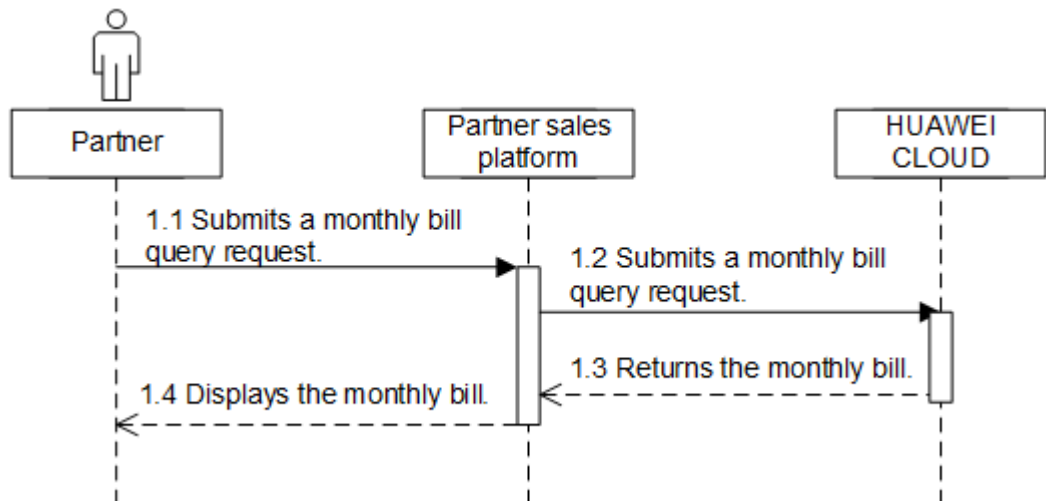 Partner
Partner sales
platform
HUAWEI
CLOUD
1.1 Submits a monthly bill
query request.
1.2 Submits a monthly bill
query request.
1.3 Returns the monthly bill.
1.4 Displays the monthly bill.